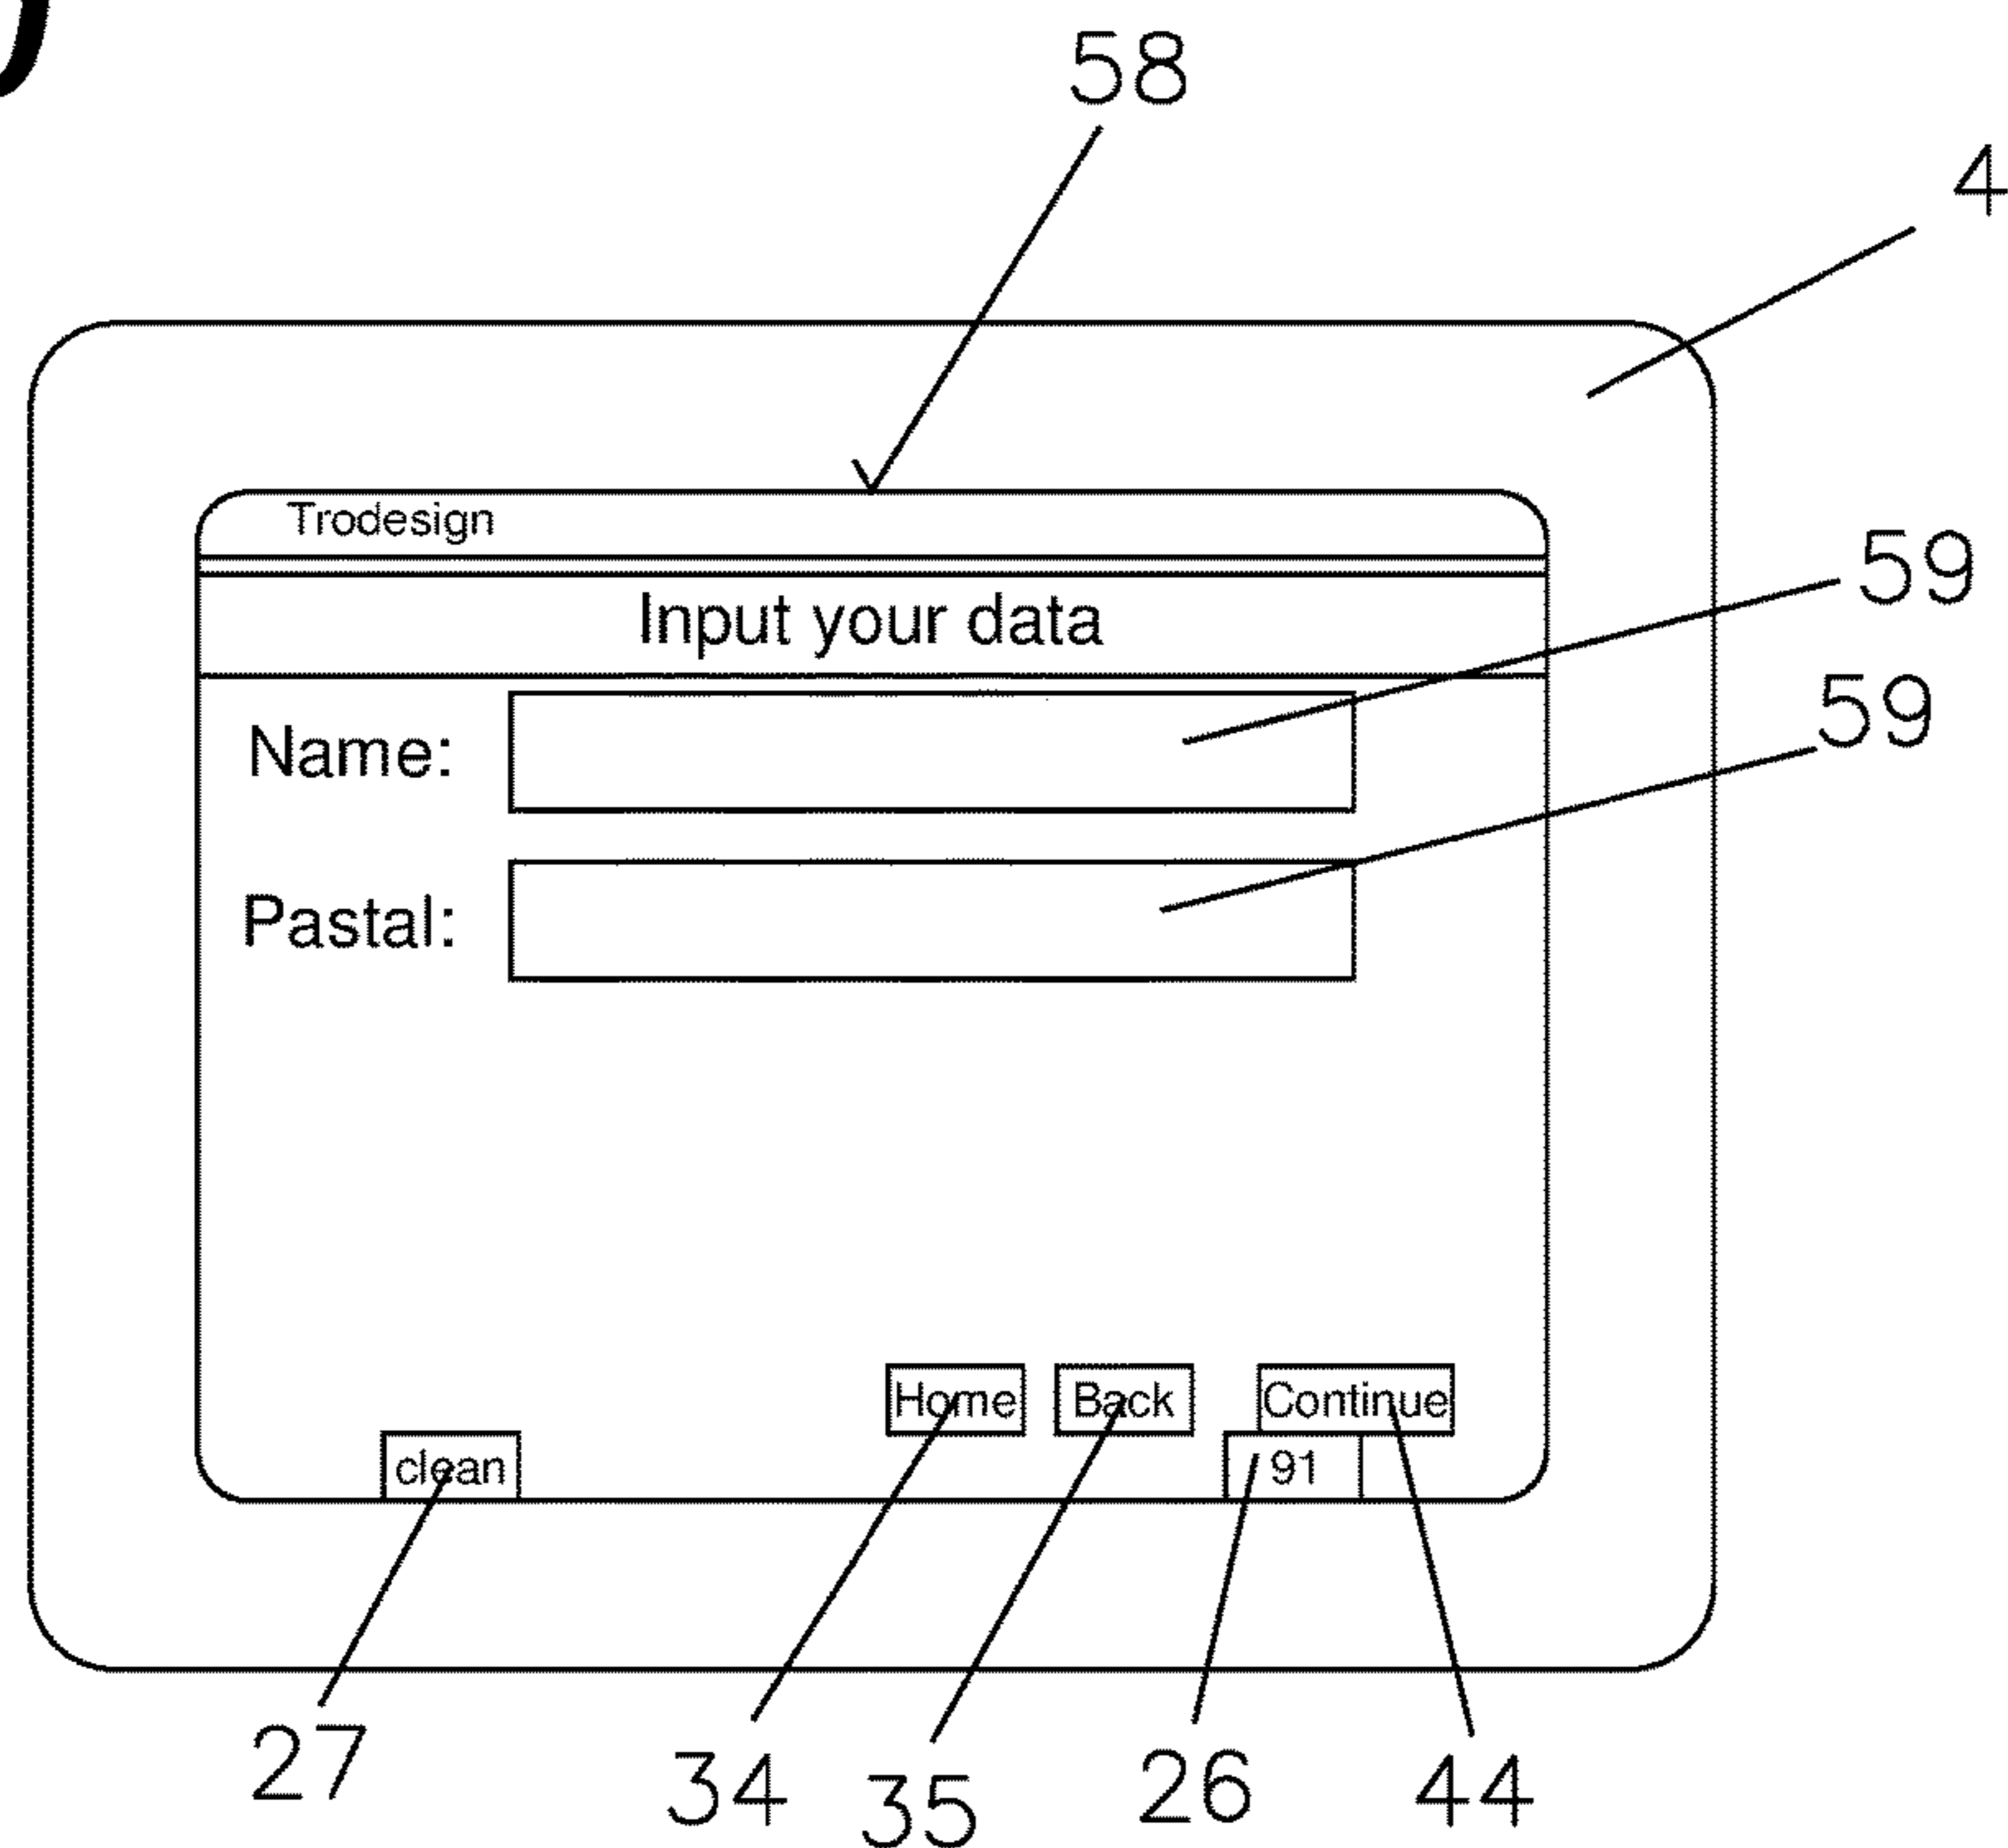 58
4
Trodesign
Input your data
59
Name:
59
Pastal:
Home Back Continue
clean 91
27 34 35 26 44